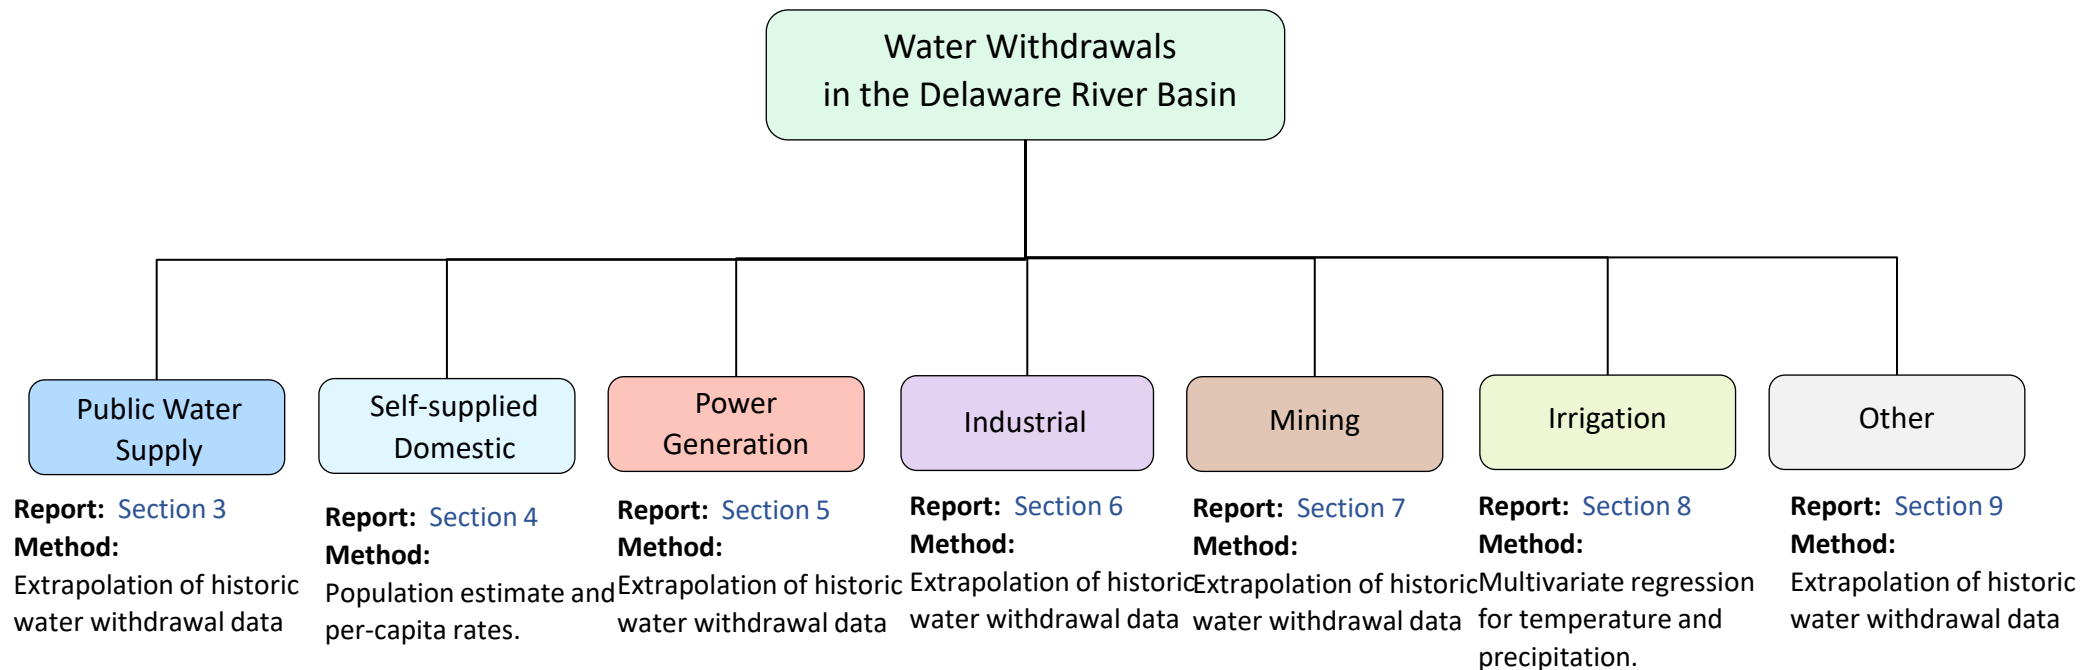 Water Withdrawals
in the Delaware River Basin
Public Water
Supply
Report: Section 3
Method:
Extrapolation of historic
water withdrawal data
Self-supplied
Domestic
Report: Section 4
Method:
Population estimate and
per-capita rates.
Power
Generation
Report: Section 5
Method:
Extrapolation of historic
water withdrawal data
Industrial
Report: Section 6
Method:
Extrapolation of historic
water withdrawal data
Mining
Report: Section 7
Method:
Extrapolation of historic
water withdrawal data
Irrigation
Report: Section 8
Method:
Multivariate regression
for temperature and
precipitation.
Other
Report: Section 9
Method:
Extrapolation of historic
water withdrawal data